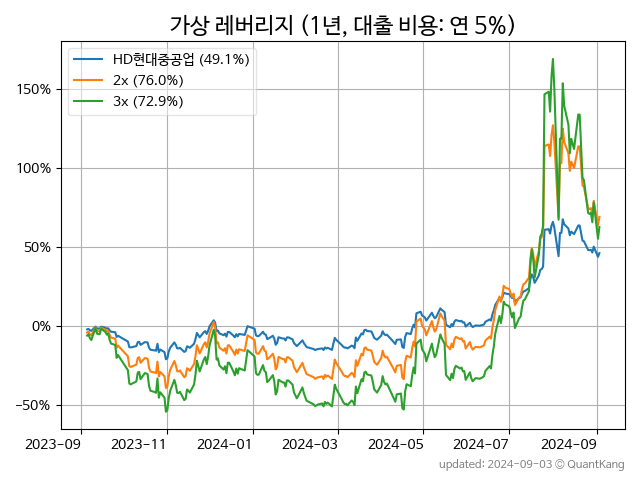 가상 레버리지 (1년, 대출 비용: 연 5%)
HD현대중공업 (49.1%)
2x (76.0%)
3x (72.9%)
150%
100%
50%
0%
−50%
2023-09 2023-11 2024-01 2024-03 2024-05 2024-07 2024-09
updated: 2024-09-03 © QuantKang